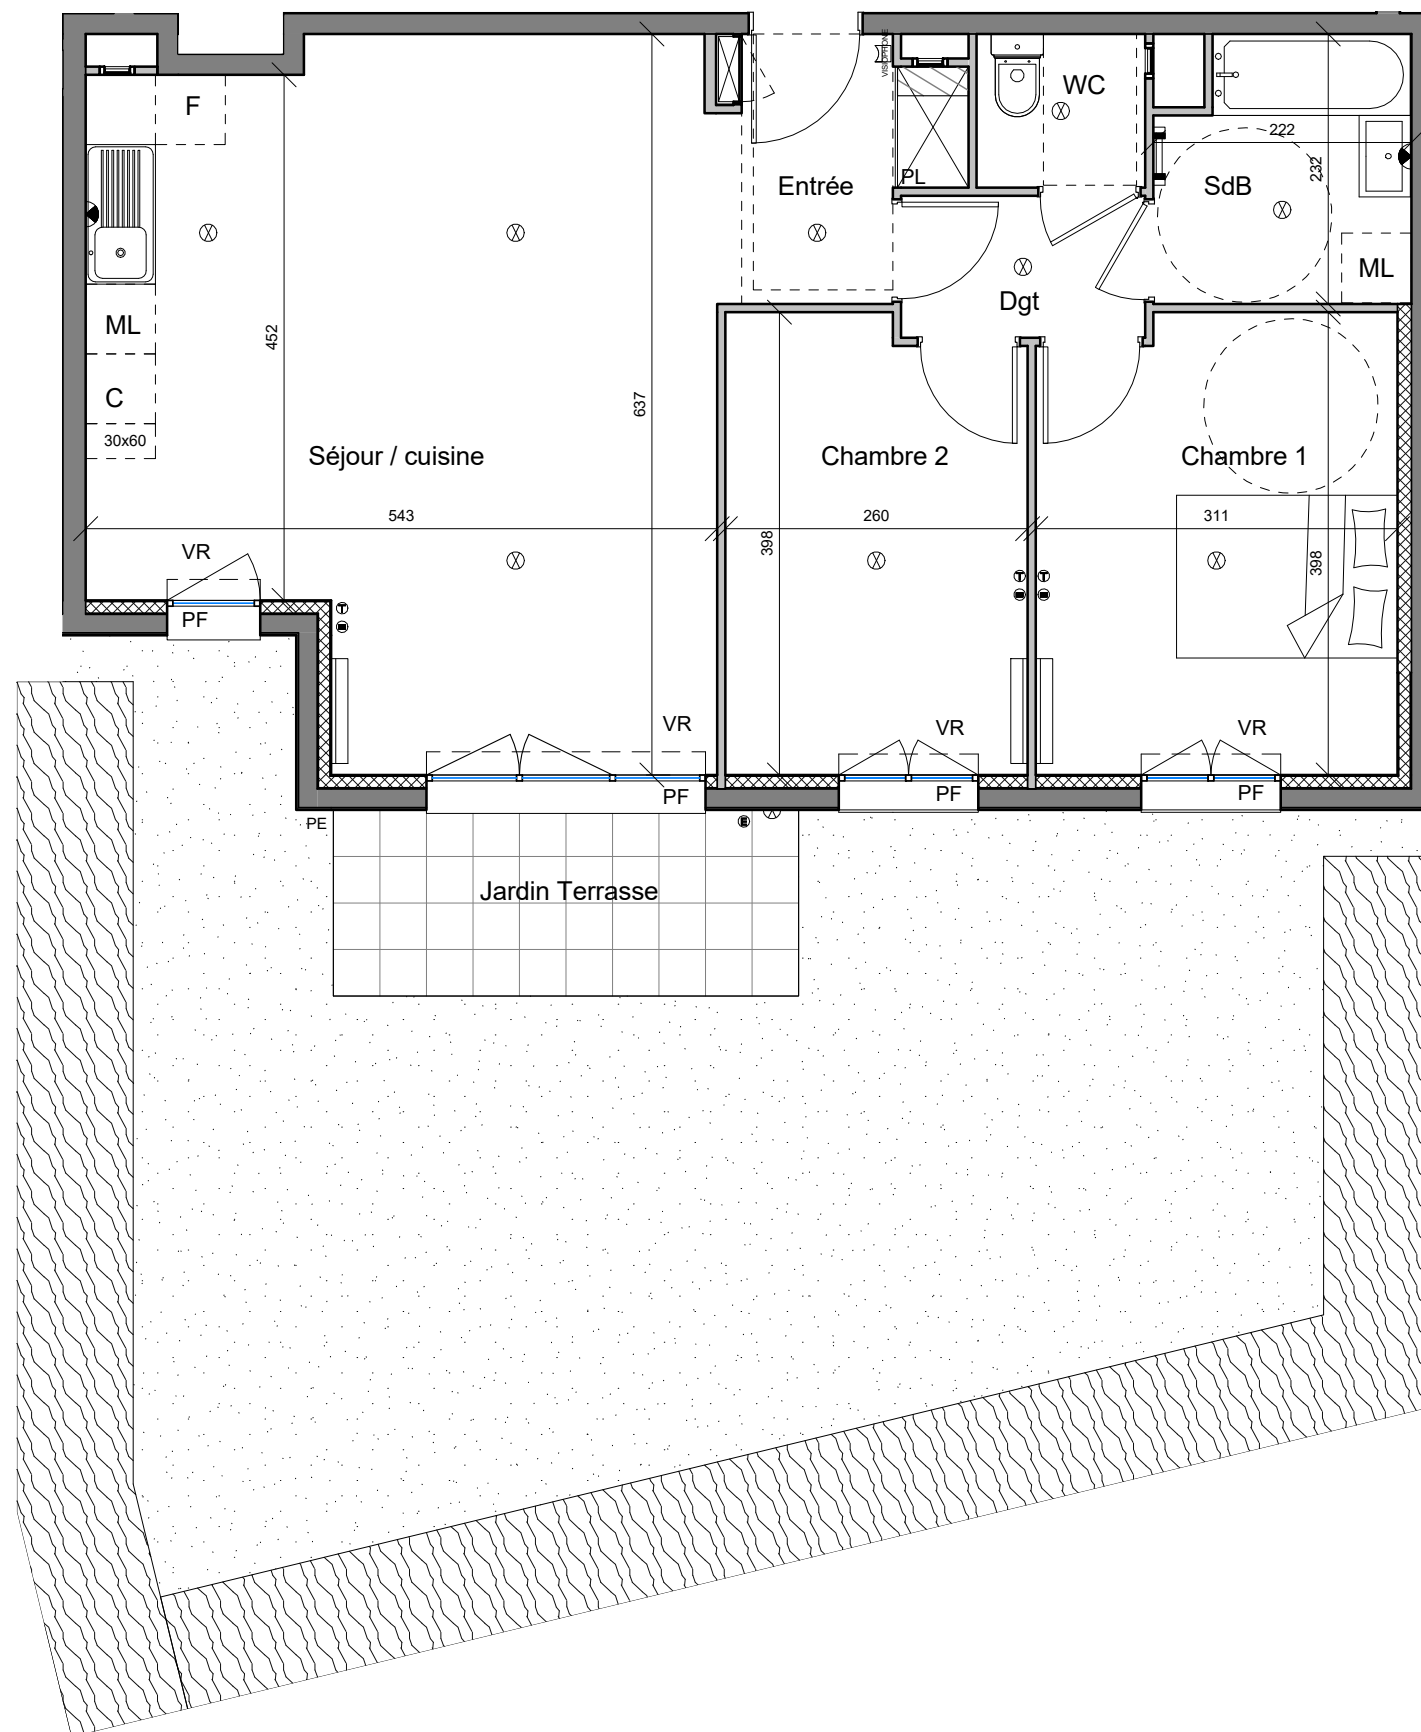 F
VISIOPHONE
WC
222
Entrée
PL
SdB
232
ML
Dgt
ML
452
637
C
30x60
Séjour / cuisine
Chambre 2
Chambre 1
543
260
311
398
398
VR
PF
T
T
T
VR
VR
VR
PF
PF
PF
PE
E
Jardin Terrasse